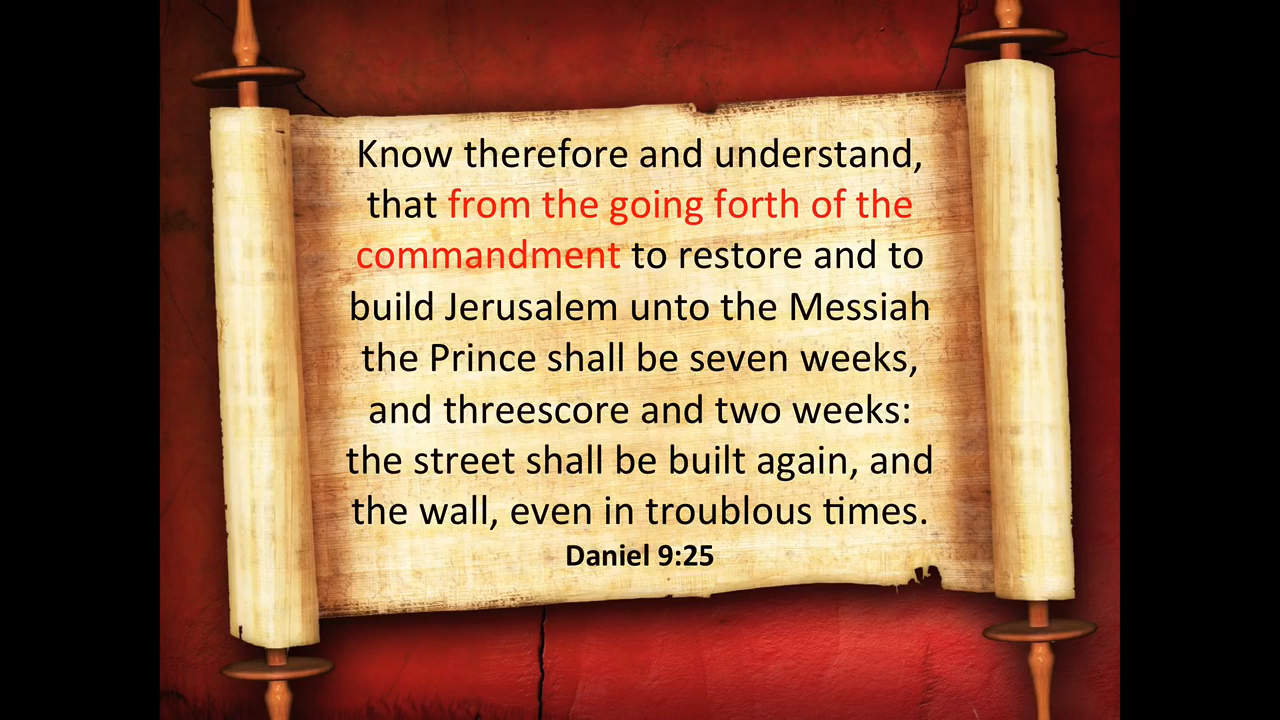 Know therefore and understand,
that from the going forth of the
commandment to restore and to
build Jerusalem unto the Messiah
the Prince shall be seven weeks,
and threescore and two weeks:
the street shall be built again, and
the wall, even in troublous times.
Daniel 9:25